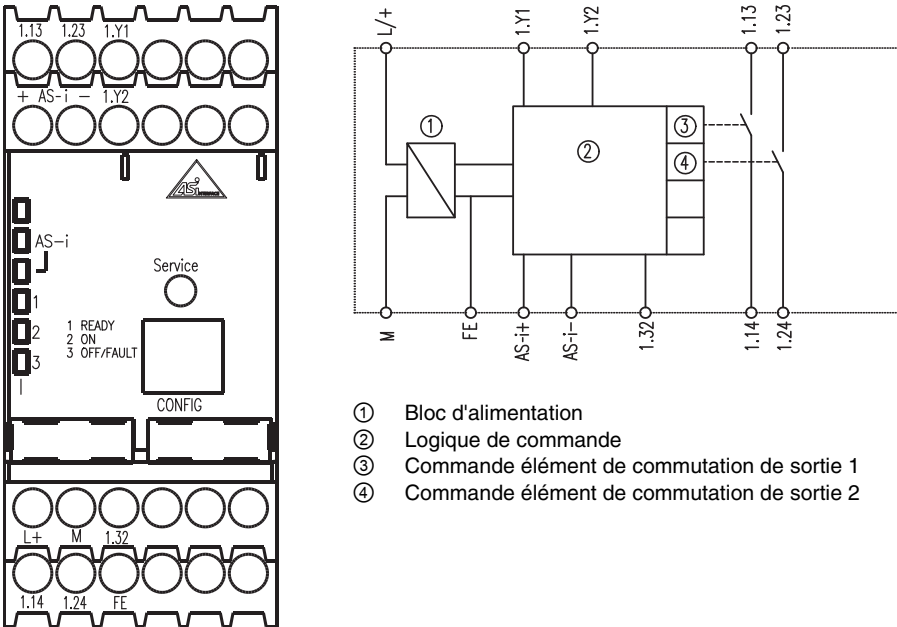 1.13 1.23 1.Y1
+ AS-i - 1.Y2
ASi INTERFACE
AS-i
Service
1
2
3
1 READY
2 ON
3 OFF/FAULT
CONFIG
L+ M 1.32
1.14 1.24 FE
L/+ 1.Y1 1.Y2 1.13 1.23
① ② ③
④
M FE AS-i+ AS-i- 1.32 1.14 1.24
① Bloc d'alimentation
② Logique de commande
③ Commande élément de commutation de sortie 1
④ Commande élément de commutation de sortie 2